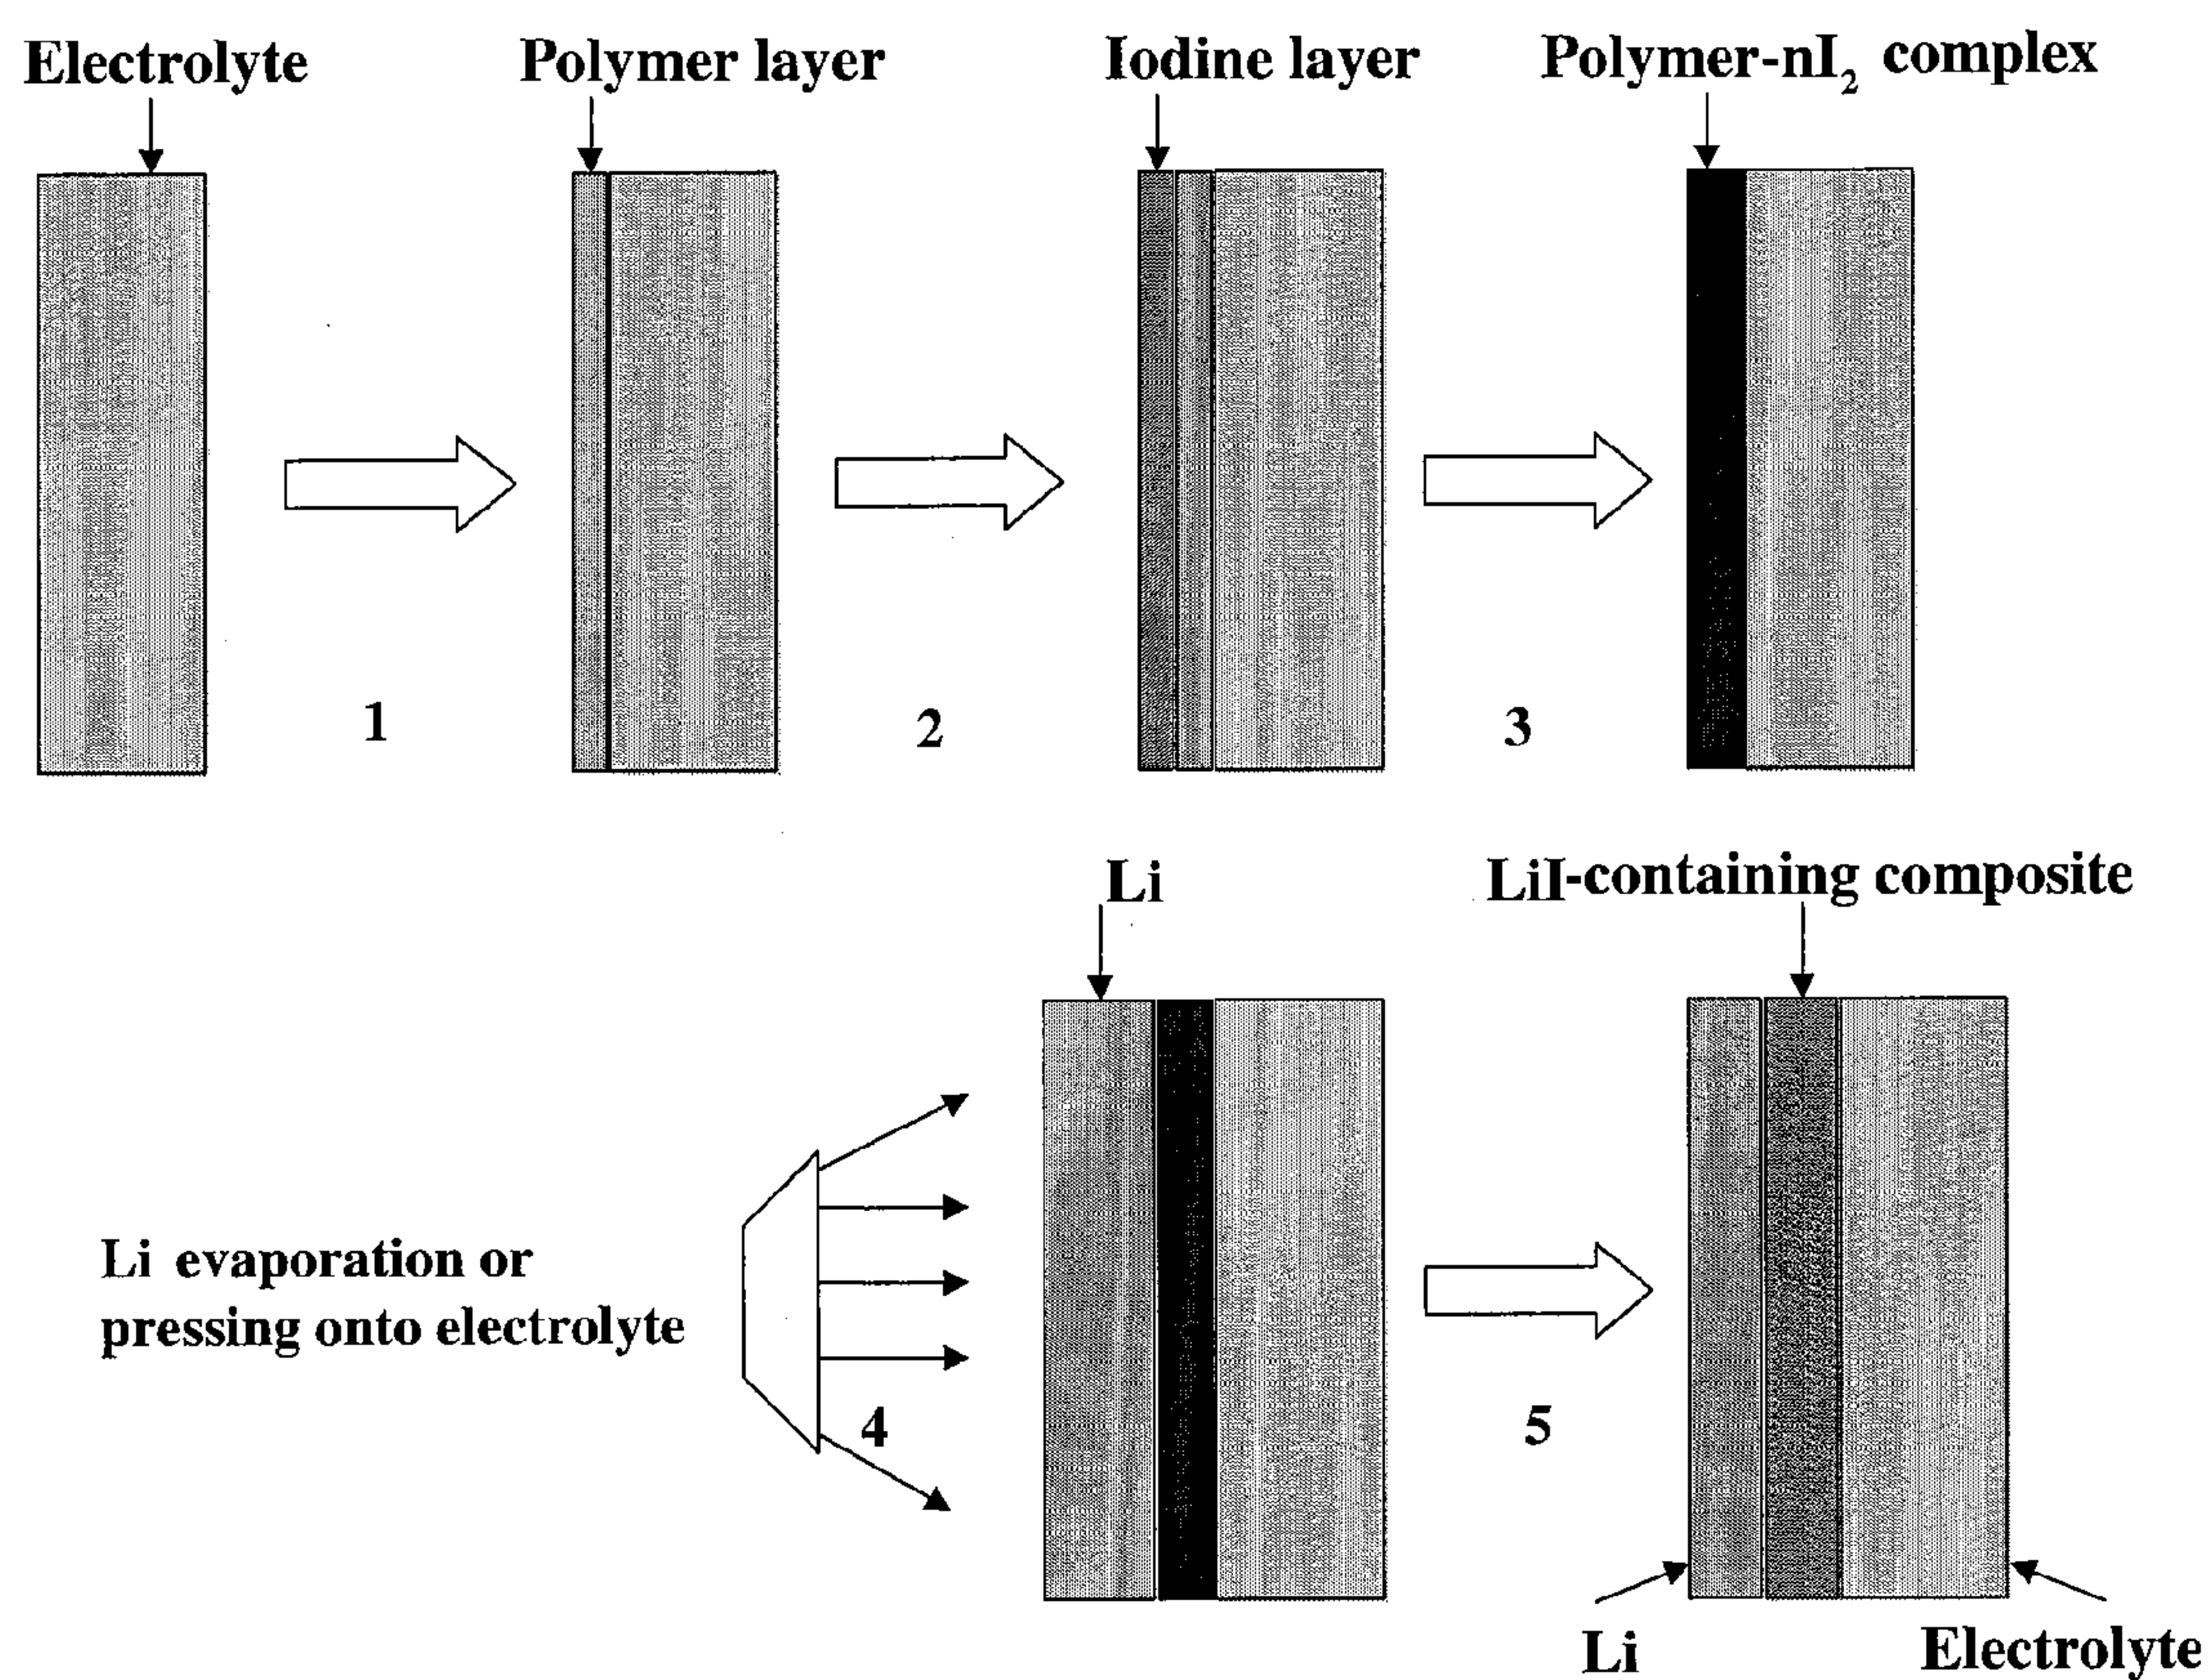 Electrolyte
Polymer layer
Iodine layer
Polymer-nI₂ complex
1
2
3
Li
LiI-containing composite
Li evaporation or
pressing onto electrolyte
4
5
Li
Electrolyte